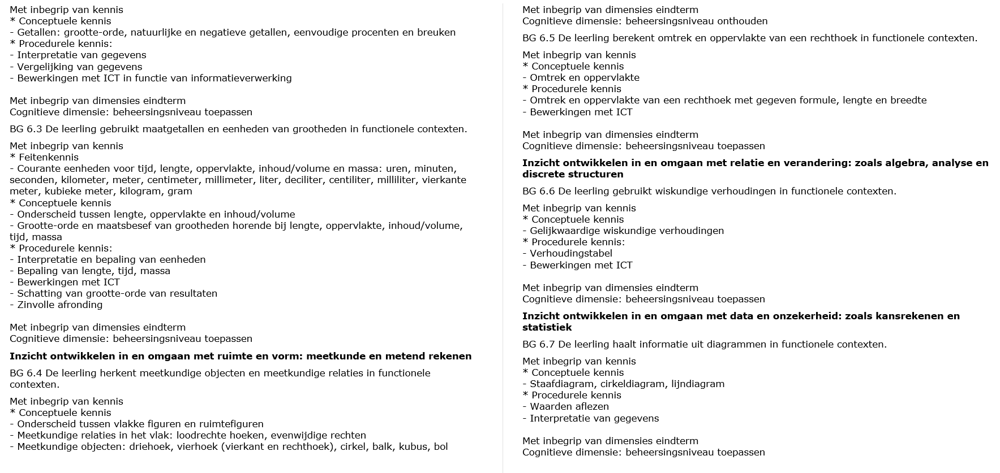 Met inbegrip van kennis
* Conceptuele kennis
- Getallen: grootte-orde, natuurlijke en negatieve getallen, eenvoudige procenten en breuken
* Procedurele kennis:
- Interpretatie van gegevens
- Vergelijking van gegevens
- Bewerkingen met ICT in functie van informatieverwerking
Met inbegrip van dimensies eindterm
Cognitieve dimensie: beheersingsniveau toepassen
BG 6.3 De leerling gebruikt maatgetallen en eenheden van grootheden in functionele contexten.
Met inbegrip van kennis
* Feitenkennis
- Courante eenheden voor tijd, lengte, oppervlakte, inhoud/volume en massa: uren, minuten,
seconden, kilometer, meter, centimeter, millimeter, liter, deciliter, centiliter, milliliter, vierkante
meter, kubieke meter, kilogram, gram
* Conceptuele kennis
- Onderscheid tussen lengte, oppervlakte en inhoud/volume
- Grootte-orde en maatsbesef van grootheden horende bij lengte, oppervlakte, inhoud/volume,
tijd, massa
* Procedurele kennis:
- Interpretatie en bepaling van eenheden
- Bepaling van lengte, tijd, massa
- Bewerkingen met ICT
- Schatting van grootte-orde van resultaten
- Zinvolle afronding
Met inbegrip van dimensies eindterm
Cognitieve dimensie: beheersingsniveau toepassen
Inzicht ontwikkelen in en omgaan met ruimte en vorm: meetkunde en metend rekenen
BG 6.4 De leerling herkent meetkundige objecten en meetkundige relaties in functionele
contexten.
Met inbegrip van kennis
* Conceptuele kennis
- Onderscheid tussen vlakke figuren en ruimtefiguren
- Meetkundige relaties in het vlak: loodrechte hoeken, evenwijdige rechten
- Meetkundige objecten: driehoek, vierhoek (vierkant en rechthoek), cirkel, balk, kubus, bol
Met inbegrip van dimensies eindterm
Cognitieve dimensie: beheersingsniveau onthouden
BG 6.5 De leerling berekent omtrek en oppervlakte van een rechthoek in functionele contexten.
Met inbegrip van kennis
* Conceptuele kennis
- Omtrek en oppervlakte
* Procedurele kennis
- Omtrek en oppervlakte van een rechthoek met gegeven formule, lengte en breedte
- Bewerkingen met ICT
Met inbegrip van dimensies eindterm
Cognitieve dimensie: beheersingsniveau toepassen
Inzicht ontwikkelen in en omgaan met relatie en verandering: zoals algebra, analyse en
discrete structuren
BG 6.6 De leerling gebruikt wiskundige verhoudingen in functionele contexten.
Met inbegrip van kennis
* Conceptuele kennis
- Gelijkwaardige wiskundige verhoudingen
* Procedurele kennis:
- Verhoudingstabel
- Bewerkingen met ICT
Met inbegrip van dimensies eindterm
Cognitieve dimensie: beheersingsniveau toepassen
Inzicht ontwikkelen in en omgaan met data en onzekerheid: zoals kansrekenen en
statistiek
BG 6.7 De leerling haalt informatie uit diagrammen in functionele contexten.
Met inbegrip van kennis
* Conceptuele kennis
- Staafdiagram, cirkeldiagram, lijndiagram
* Procedurele kennis
- Waarden aflezen
- Interpretatie van gegevens
Met inbegrip van dimensies eindterm
Cognitieve dimensie: beheersingsniveau toepassen